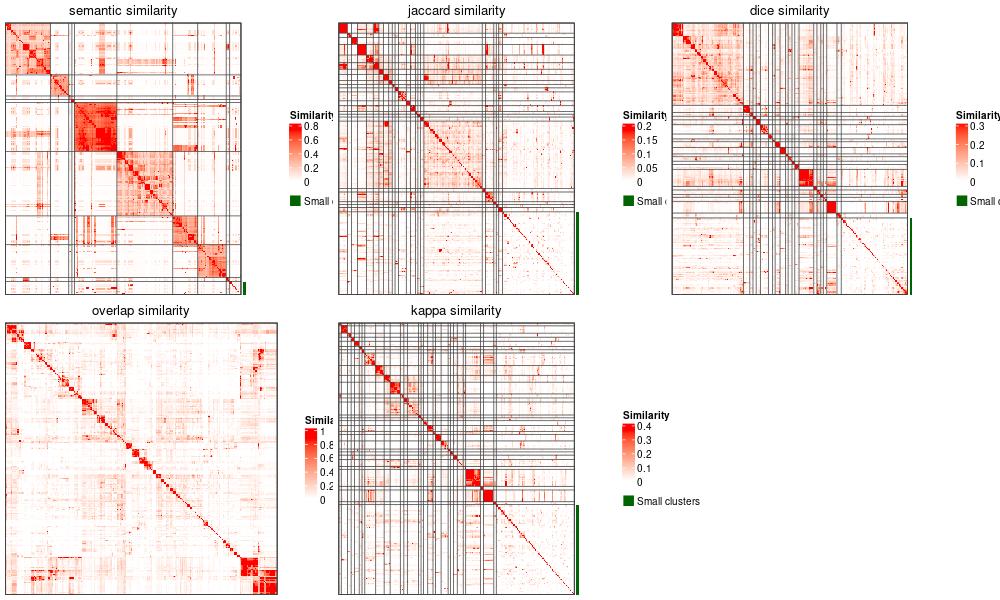 semantic similarity
Similarity
0.8
0.6
0.4
0.2
0
Small
jaccard similarity
Similarity
0.2
0.15
0.1
0.05
0
Small
dice similarity
Similarity
0.3
0.2
0.1
0
Small
overlap similarity
Simila
1
0.8
0.6
0.4
0.2
0
kappa similarity
Similarity
0.4
0.3
0.2
0.1
0
Small clusters